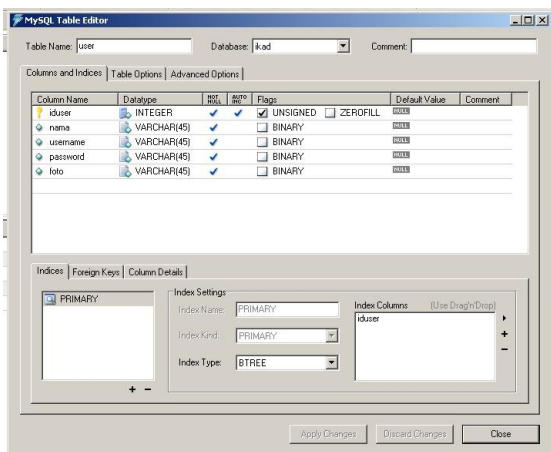 MySQL Table Editor
Table Name: user Database: ikad Comment:
Columns and Indices Table Options Advanced Options
Column Name Datatype NOT NULL AUTO INC Flags Default Value Comment
iduser INTEGER UNSIGNED ZEROFILL NULL
nama VARCHAR(45) BINARY NULL
username VARCHAR(45) BINARY NULL
password VARCHAR(45) BINARY NULL
foto VARCHAR(45) BINARY NULL
Indices Foreign Keys Column Details
PRIMARY
Index Settings
Index Name: PRIMARY
Index Kind: PRIMARY
Index Type: BTREE
Index Columns (Use Drag'n'Drop)
iduser
Apply Changes Discard Changes Close